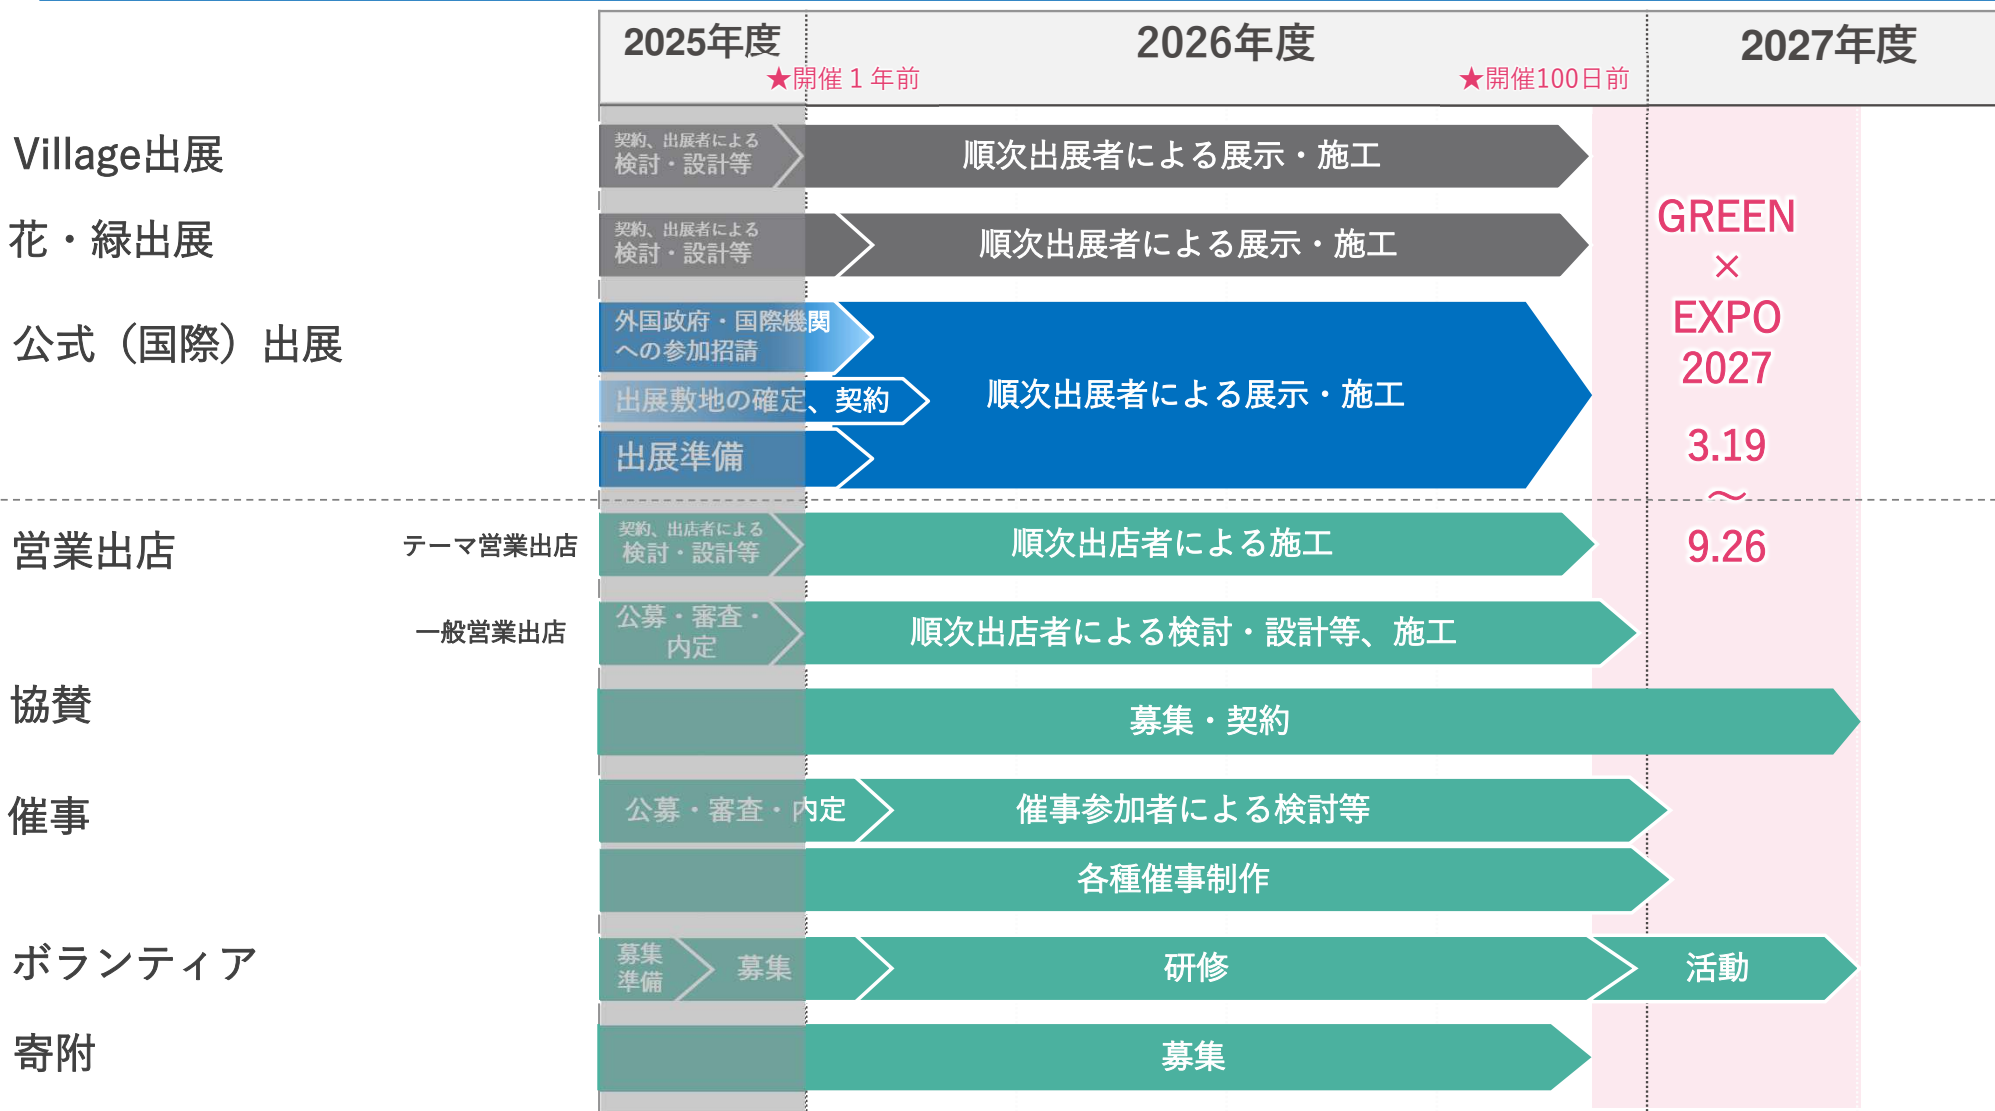 2025年度
2026年度
2027年度
★開催１年前
★開催100日前
Village出展
契約、出展者による
検討・設計等
順次出展者による展示・施工
花・緑出展
契約、出展者による
検討・設計等
順次出展者による展示・施工
公式（国際）出展
外国政府・国際機関
への参加招請
出展敷地の確定、契約
出展準備
順次出展者による展示・施工
GREEN
×
EXPO
2027
3.19
～
9.26
営業出店
テーマ営業出店
契約、出店者による
検討・設計等
順次出店者による施工
一般営業出店
公募・審査・
内定
順次出店者による検討・設計等、施工
協賛
募集・契約
催事
公募・審査・内定
催事参加者による検討等
各種催事制作
ボランティア
募集
準備
募集
研修
活動
寄附
募集